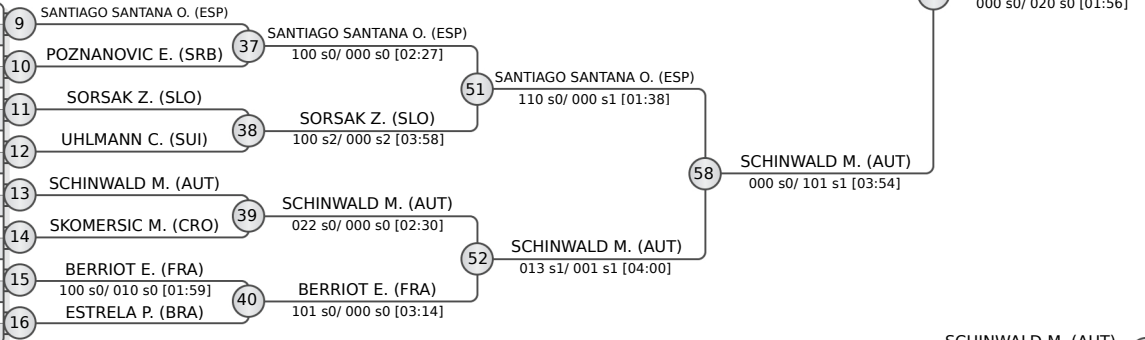 000 s0/ 020 s0 [01:56]
9
SANTIAGO SANTANA O. (ESP)
37
SANTIAGO SANTANA O. (ESP)
100 s0/ 000 s0 [02:27]
10
POZNANOVIC E. (SRB)
51
SANTIAGO SANTANA O. (ESP)
110 s0/ 000 s1 [01:38]
11
SORSAK Z. (SLO)
38
SORSAK Z. (SLO)
100 s2/ 000 s2 [03:58]
12
UHLMANN C. (SUI)
58
SCHINWALD M. (AUT)
000 s0/ 101 s1 [03:54]
13
SCHINWALD M. (AUT)
39
SCHINWALD M. (AUT)
022 s0/ 000 s0 [02:30]
14
SKOMERSIC M. (CRO)
52
SCHINWALD M. (AUT)
013 s1/ 001 s1 [04:00]
15
BERRIOT E. (FRA)
100 s0/ 010 s0 [01:59]
40
BERRIOT E. (FRA)
101 s0/ 000 s0 [03:14]
16
ESTRELA P. (BRA)
SCHINWALD M. (AUT)